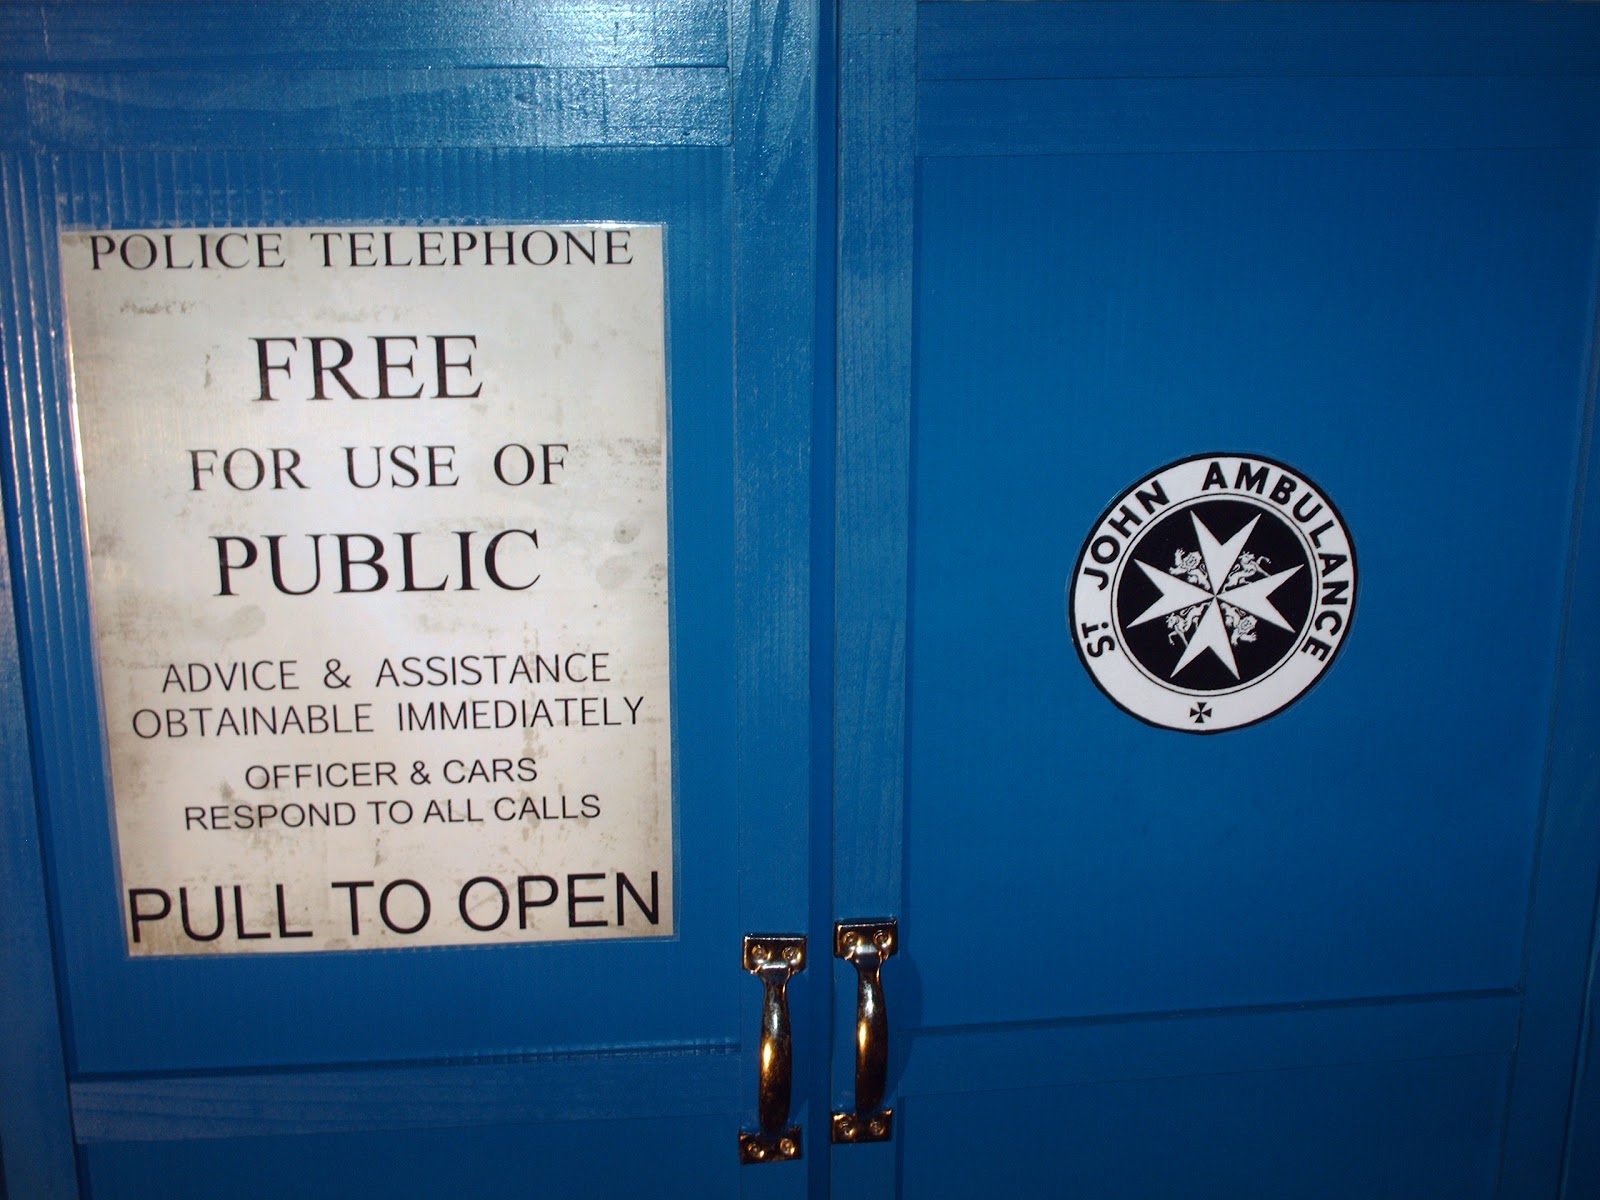 POLICE TELEPHONE
FREE
FOR USE OF
PUBLIC
ADVICE & ASSISTANCE
OBTAINABLE IMMEDIATELY
OFFICER & CARS
RESPOND TO ALL CALLS
PULL TO OPEN
ST JOHN AMBULANCE